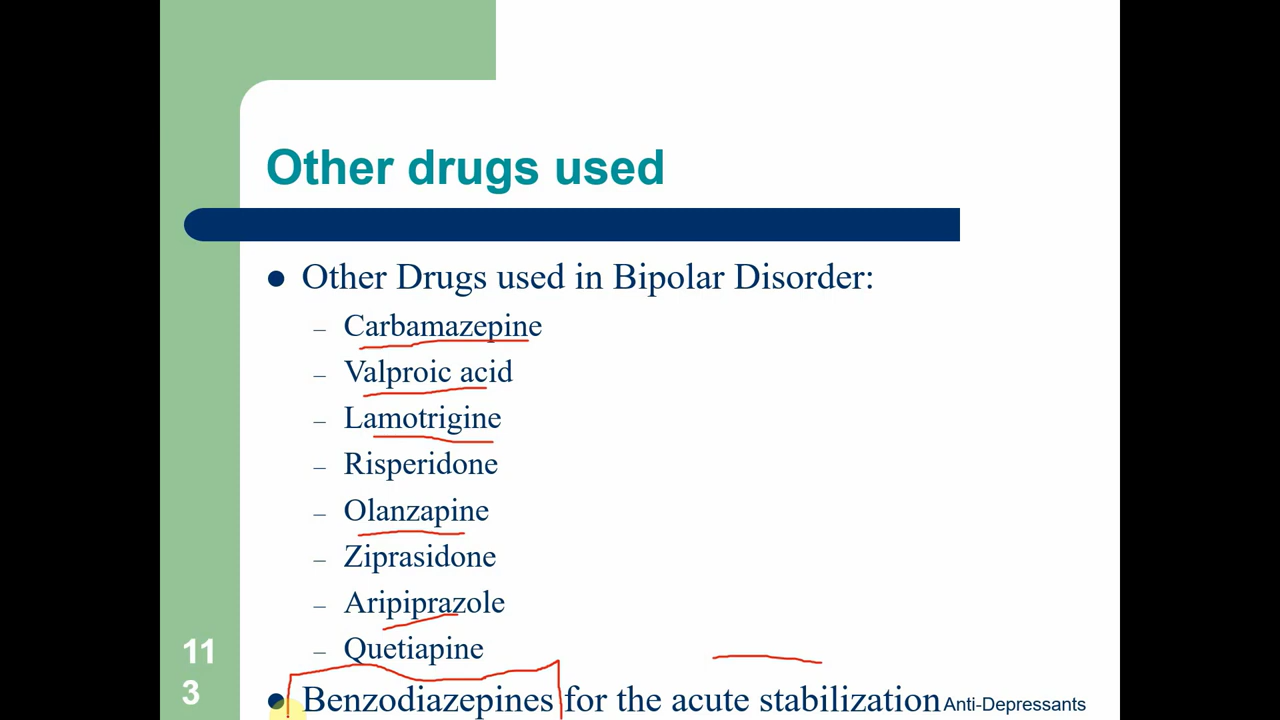 Other drugs used
● Other Drugs used in Bipolar Disorder:
– Carbamazepine
– Valproic acid
– Lamotrigine
– Risperidone
– Olanzapine
– Ziprasidone
– Aripiprazole
– Quetiapine
● Benzodiazepines for the acute stabilization
Anti-Depressants
11
3